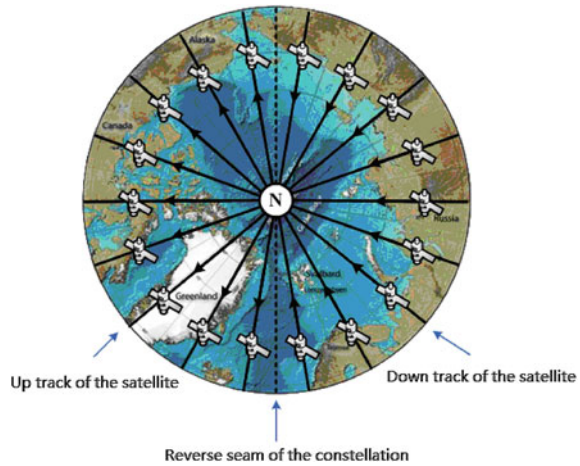 Alaska
Canada
N
Russia
Svalbard
Greenland
Up track of the satellite
Down track of the satellite
Reverse seam of the constellation